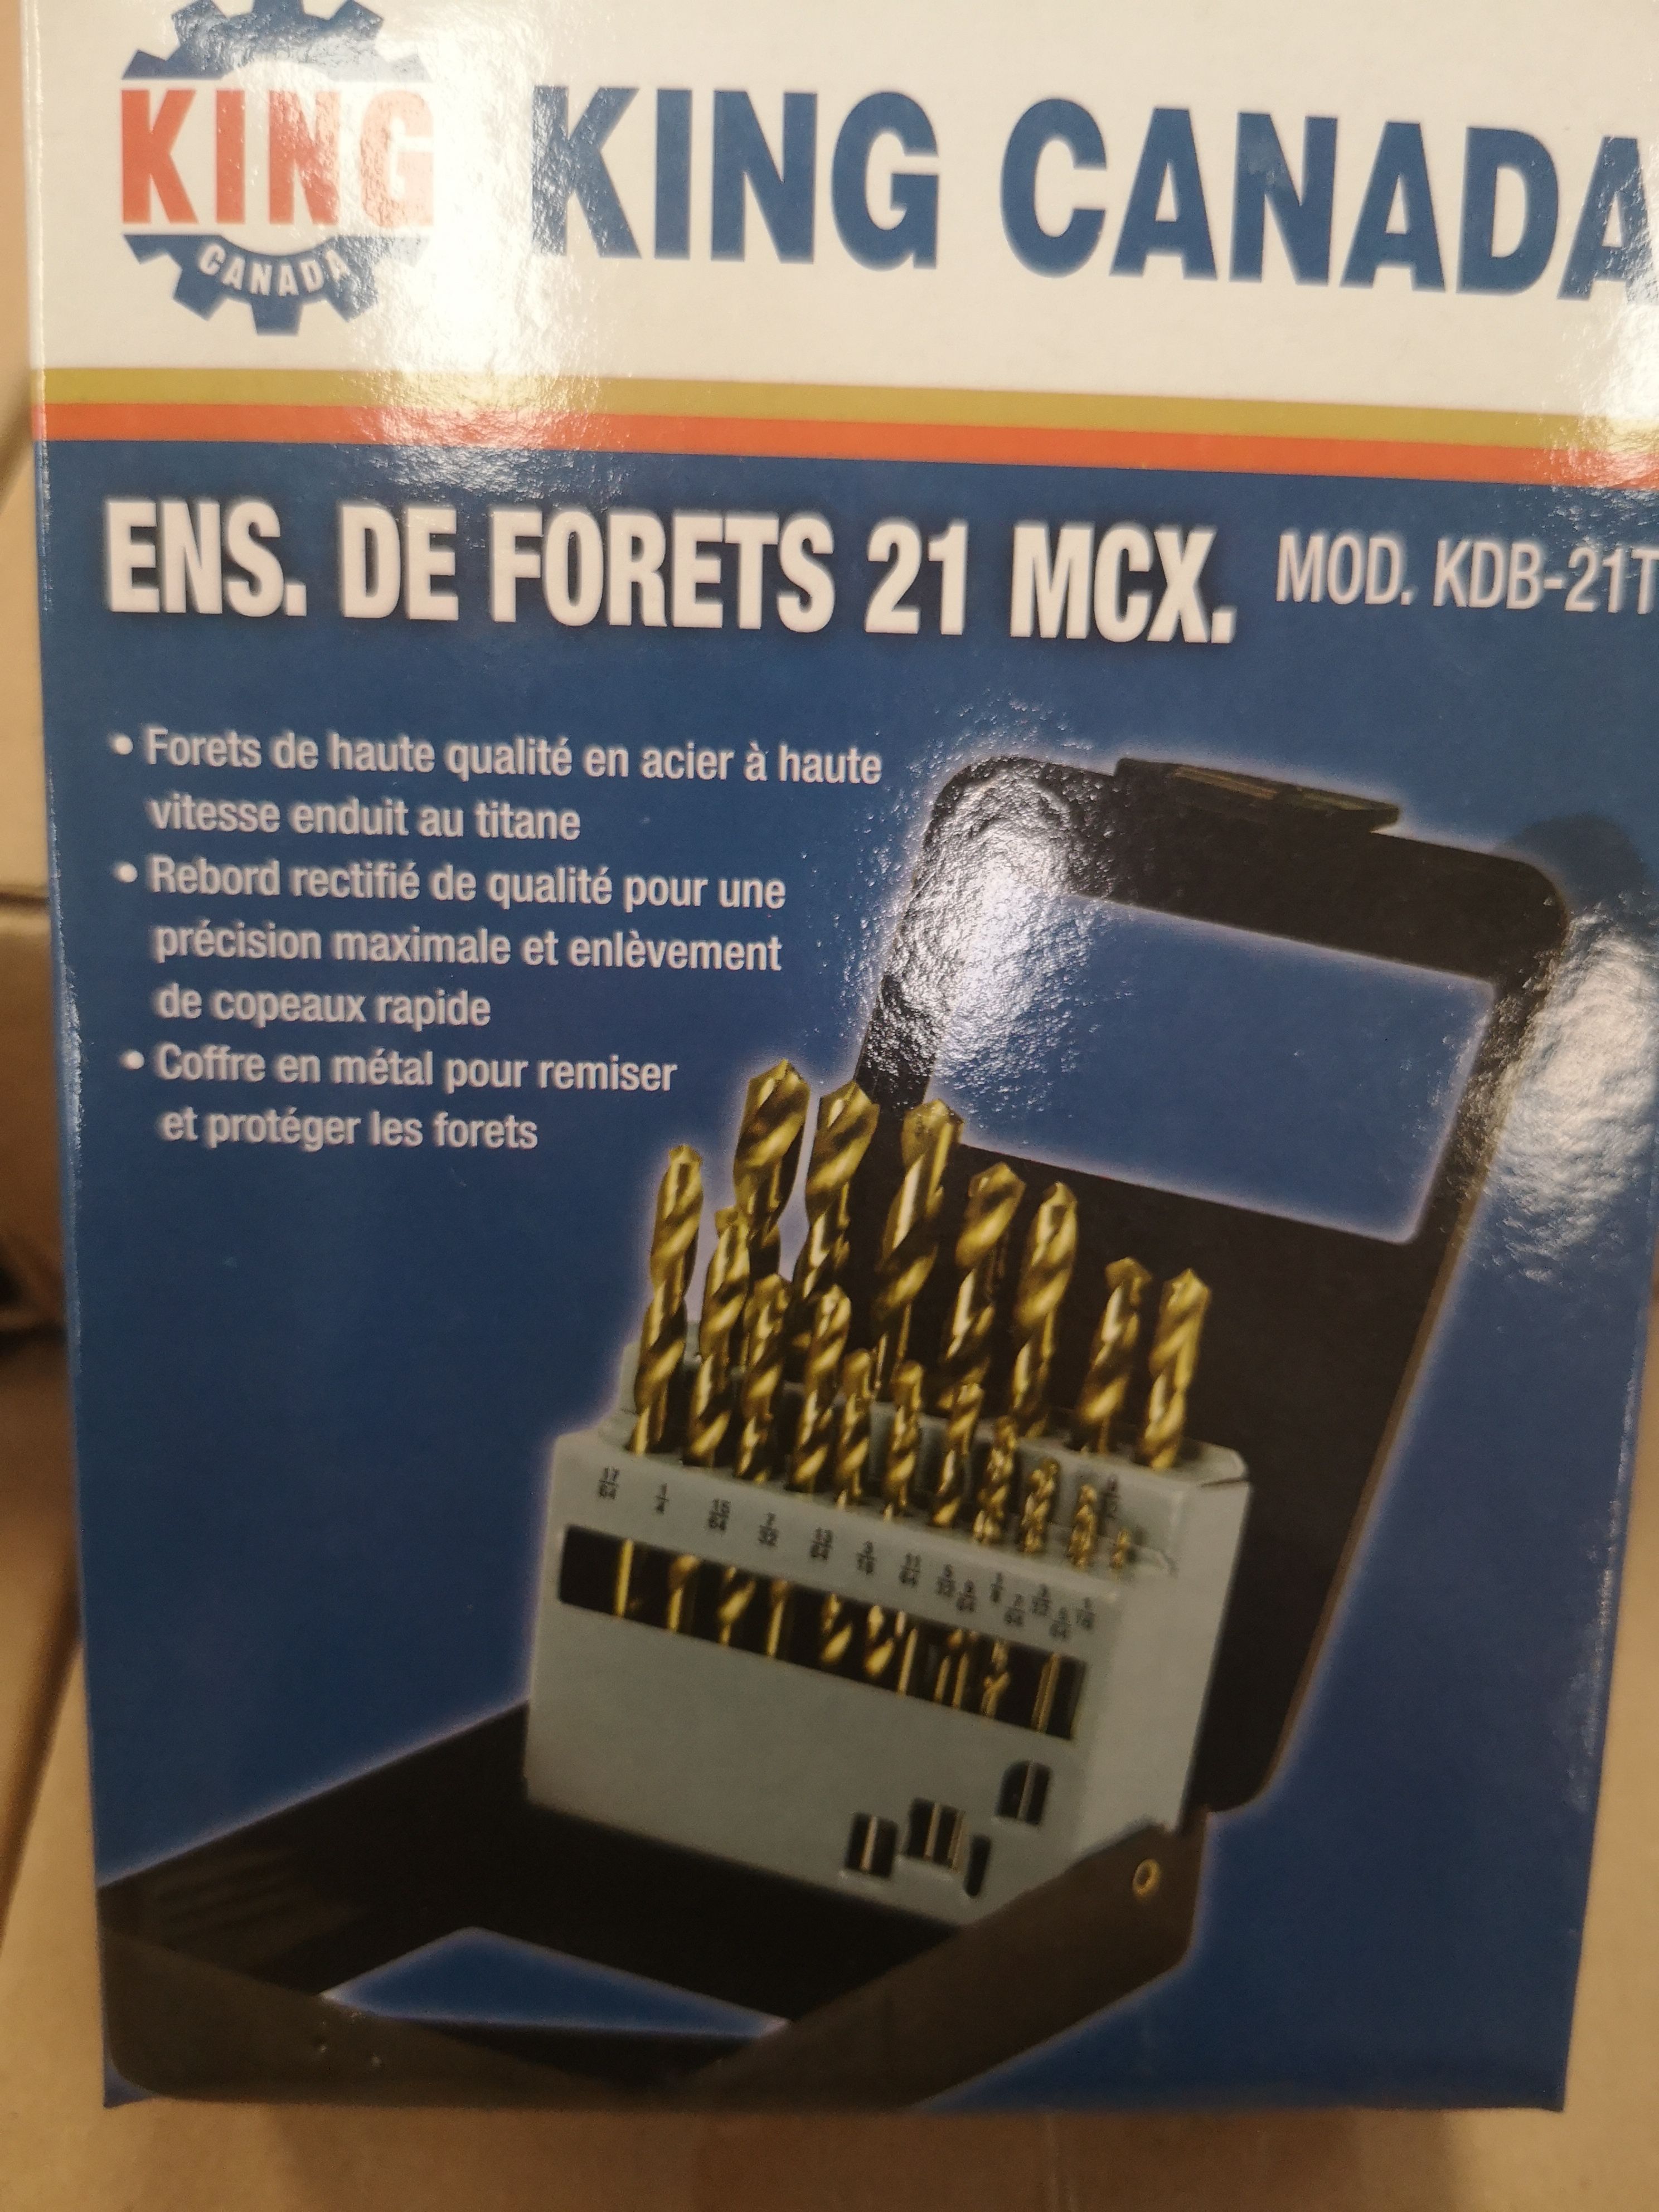 KING
CANADA
KING CANADA
ENS. DE FORETS 21 MCX. MOD. KDB-21T
• Forets de haute qualité en acier à haute
vitesse enduit au titane
• Rebord rectifié de qualité pour une
précision maximale et enlèvement
de copeaux rapide
• Coffre en métal pour remiser
et protéger les forets